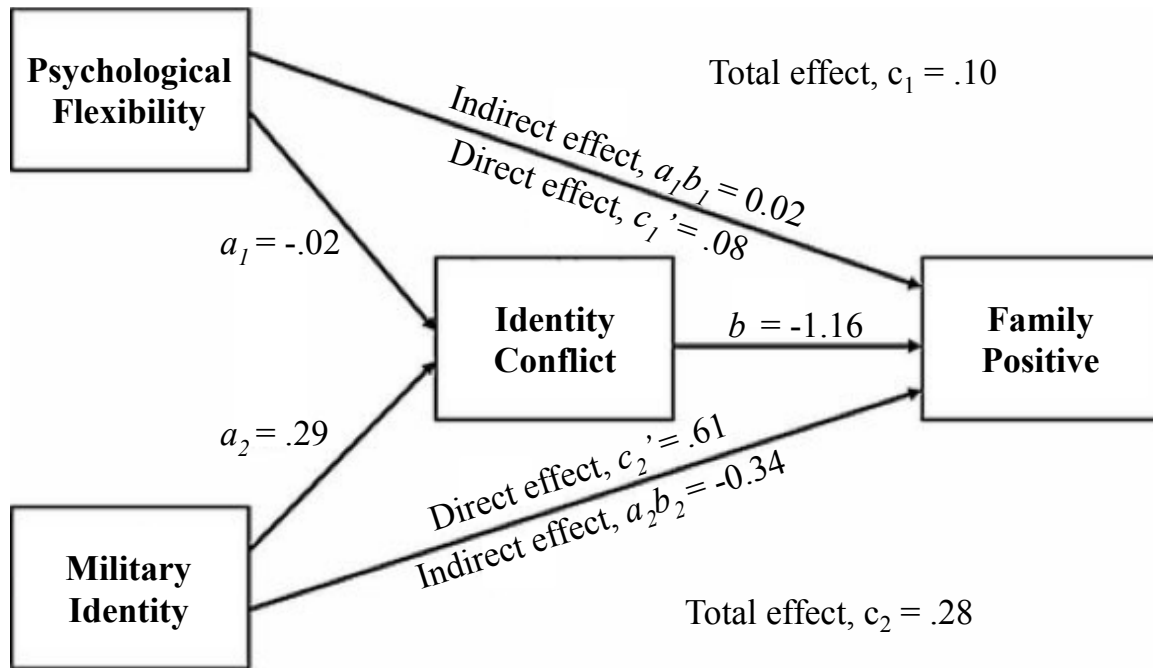 Psychological
Flexibility
Total effect, c₁ = .10
Indirect effect, a₁b₁ = 0.02
Direct effect, c₁’ = .08
a₁ = -.02
Identity
Conflict
b = -1.16
Family
Positive
a₂ = .29
Direct effect, c₂’ = .61
Indirect effect, a₂b₂ = -0.34
Military
Identity
Total effect, c₂ = .28